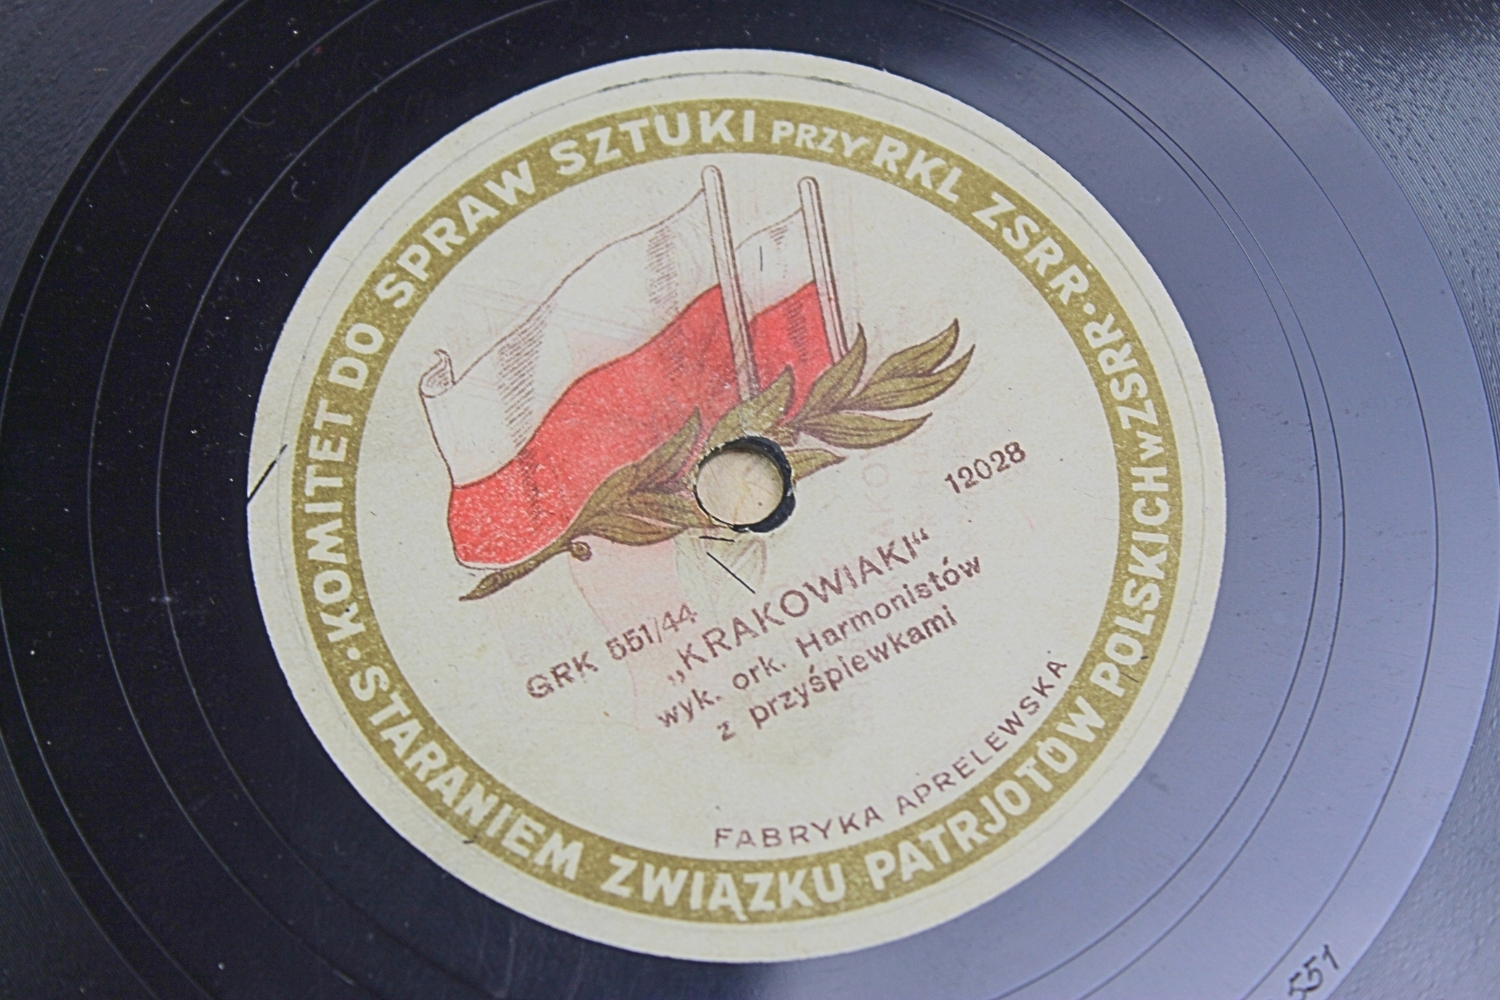 KOMITET DO SPRAW SZTUKI PRZY RKL ZSRR·
·STARANIEM ZWIĄZKU PATRJOTÓW POLSKICH W ZSRR·
12028
GRK 551/44
„KRAKOWIAKI“
wyk. ork. Harmonistów
z przyśpiewkami
FABRYKA APRELEWSKA
551